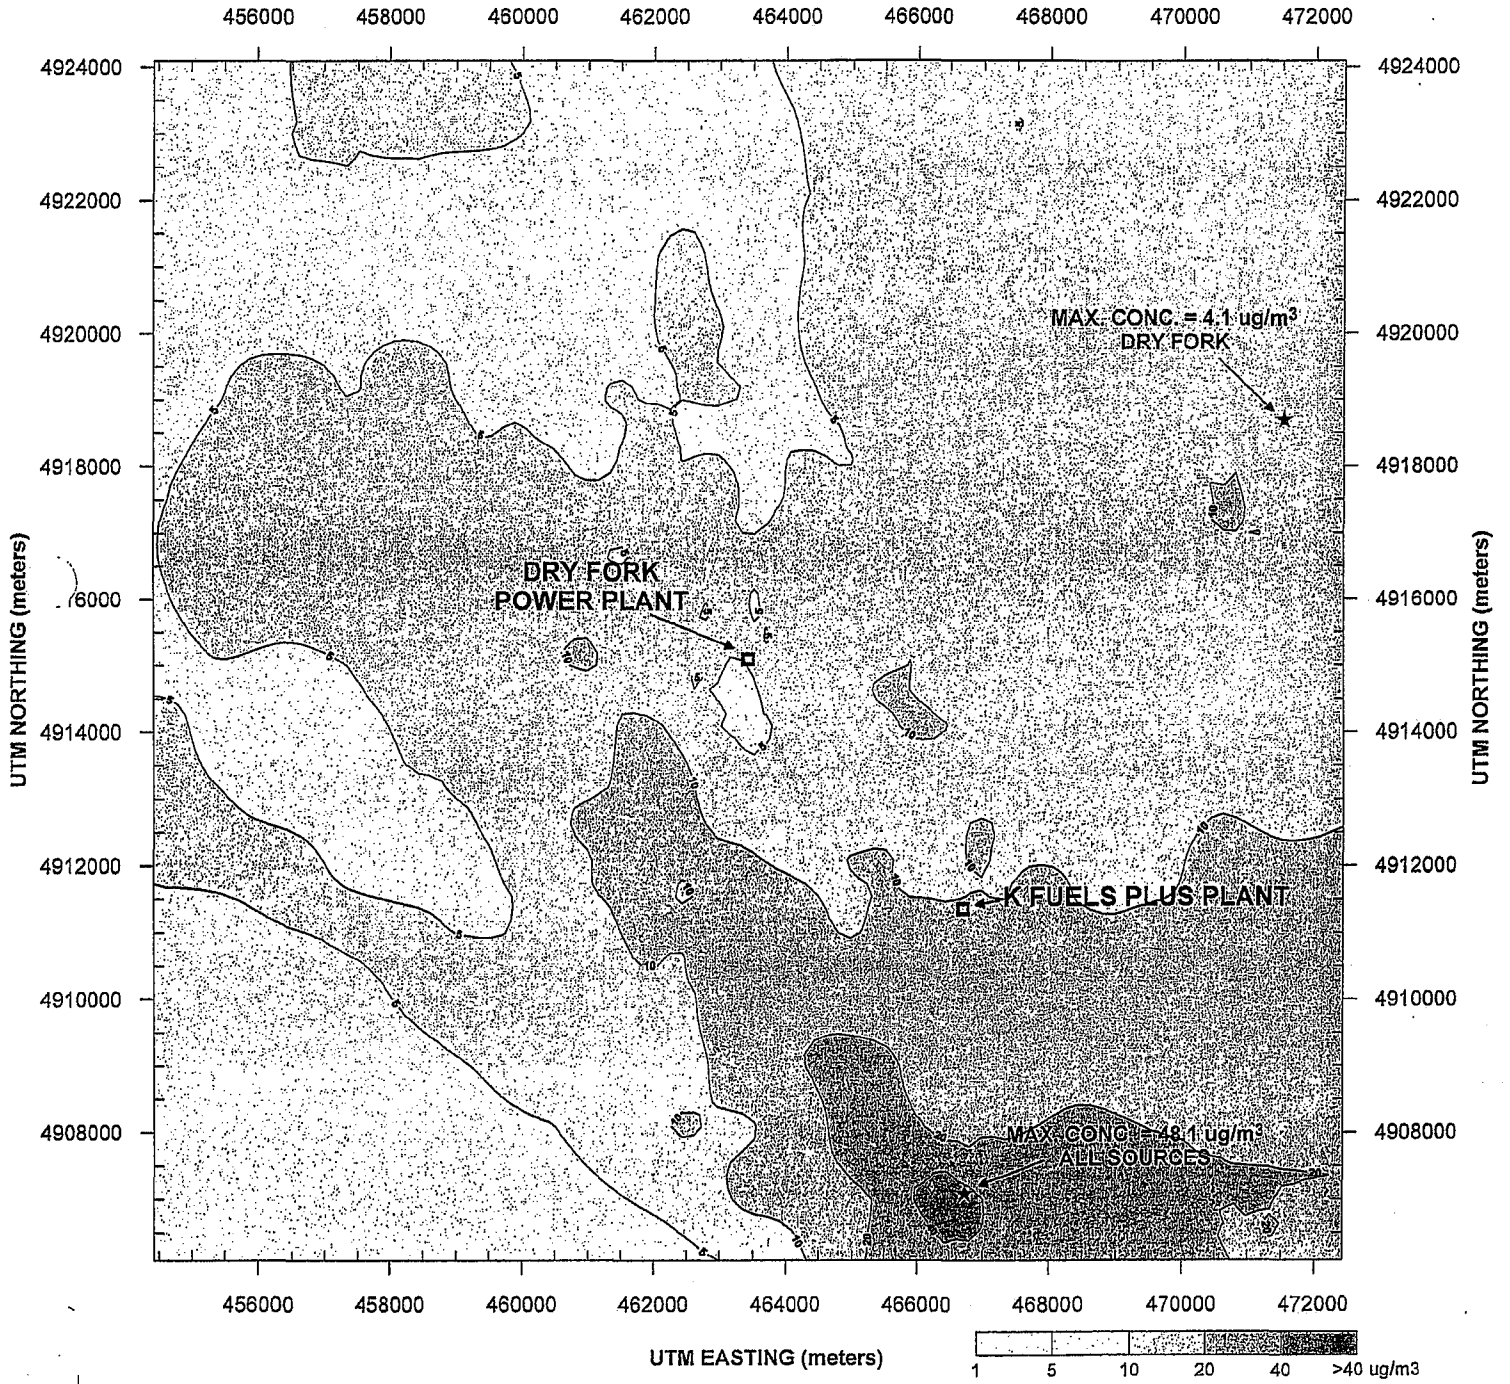 456000 458000 460000 462000 464000 466000 468000 470000 472000
4924000 4924000
4922000 4922000
4920000 4920000
MAX. CONC. = 4.1 ug/m3
DRY FORK
4918000 4918000
UTM NORTHING (meters)
UTM NORTHING (meters)
DRY FORK
POWER PLANT
6000 4916000
4914000 4914000
4912000 4912000
K FUELS PLUS PLANT
4910000 4910000
4908000 4908000
MAX. CONC. = 48.1 ug/m3
ALL SOURCES
456000 458000 460000 462000 464000 466000 468000 470000 472000
UTM EASTING (meters)
1 5 10 20 40 >40 ug/m3